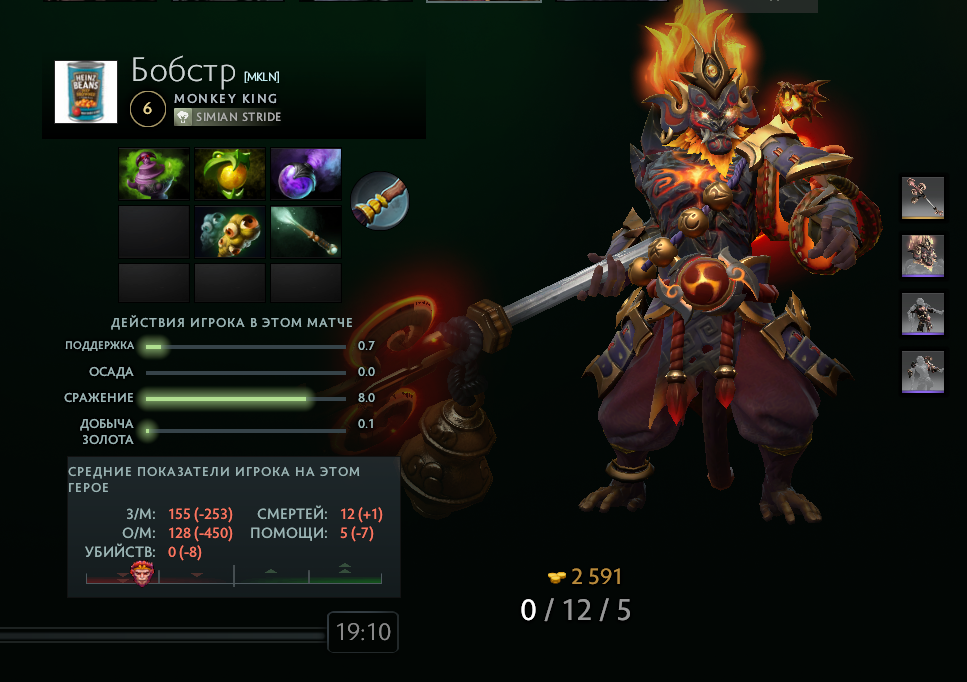 HEINZ
BEANS
Бобстр [MKLN]
6
MONKEY KING
SIMIAN STRIDE
ДЕЙСТВИЯ ИГРОКА В ЭТОМ МАТЧЕ
ПОДДЕРЖКА 0.7
ОСАДА 0.0
СРАЖЕНИЕ 8.0
ДОБЫЧА
ЗОЛОТА 0.1
СРЕДНИЕ ПОКАЗАТЕЛИ ИГРОКА НА ЭТОМ
ГЕРОЕ
З/М: 155 (-253) СМЕРТЕЙ: 12 (+1)
О/М: 128 (-450) ПОМОЩИ: 5 (-7)
УБИЙСТВ: 0 (-8)
2 591
0 / 12 / 5
19:10